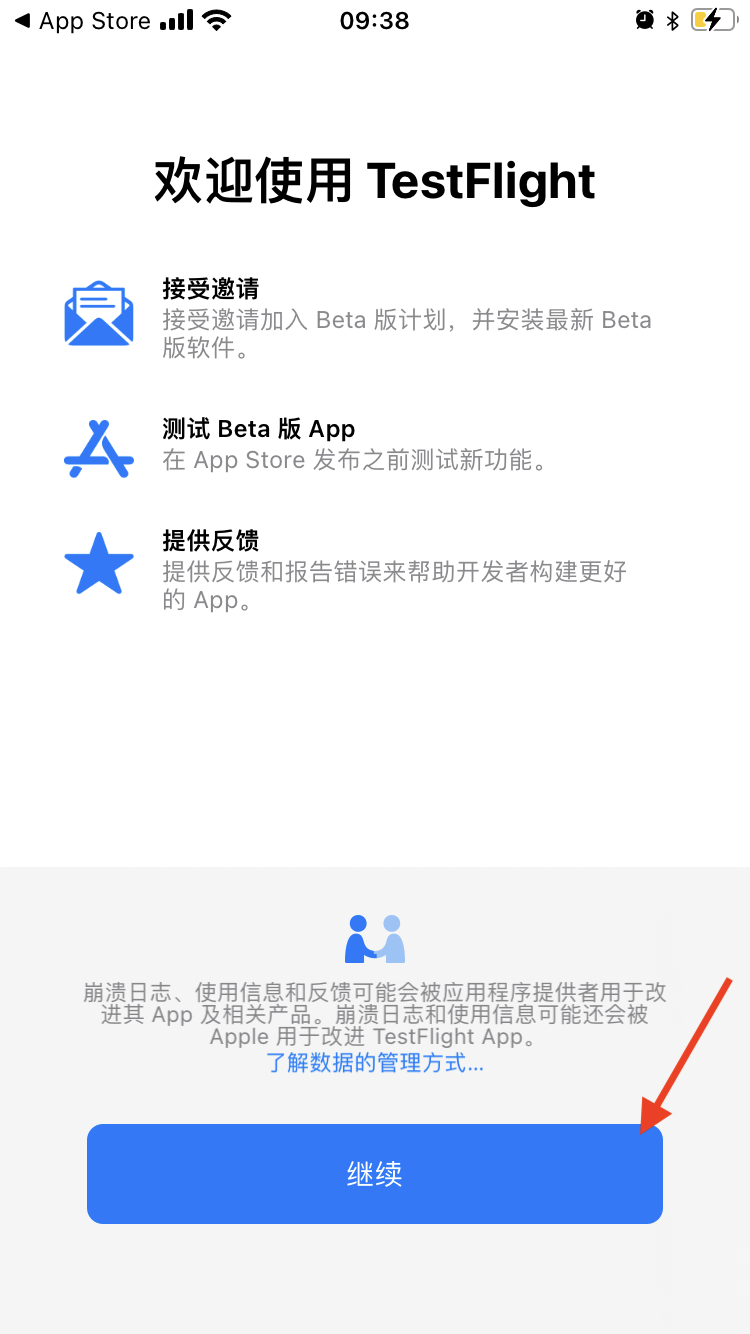 App Store
09:38
欢迎使用 TestFlight
接受邀请
接受邀请加入 Beta 版计划，并安装最新 Beta
版软件。
测试 Beta 版 App
在 App Store 发布之前测试新功能。
提供反馈
提供反馈和报告错误来帮助开发者构建更好
的 App。
崩溃日志、使用信息和反馈可能会被应用程序提供者用于改
进其 App 及相关产品。崩溃日志和使用信息可能还会被
Apple 用于改进 TestFlight App。
了解数据的管理方式...
继续